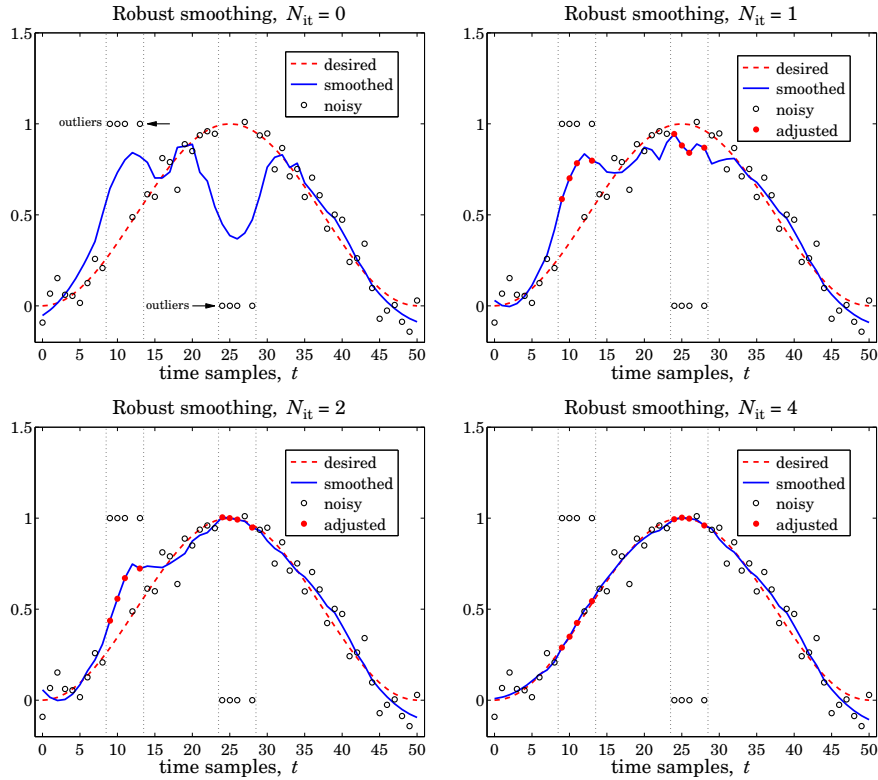 Robust smoothing, N_it = 0
1.5
1
0.5
0
desired
smoothed
noisy
outliers
outliers
0 5 10 15 20 25 30 35 40 45 50
time samples, t
Robust smoothing, N_it = 1
1.5
1
0.5
0
desired
smoothed
noisy
adjusted
0 5 10 15 20 25 30 35 40 45 50
time samples, t
Robust smoothing, N_it = 2
1.5
1
0.5
0
desired
smoothed
noisy
adjusted
0 5 10 15 20 25 30 35 40 45 50
time samples, t
Robust smoothing, N_it = 4
1.5
1
0.5
0
desired
smoothed
noisy
adjusted
0 5 10 15 20 25 30 35 40 45 50
time samples, t